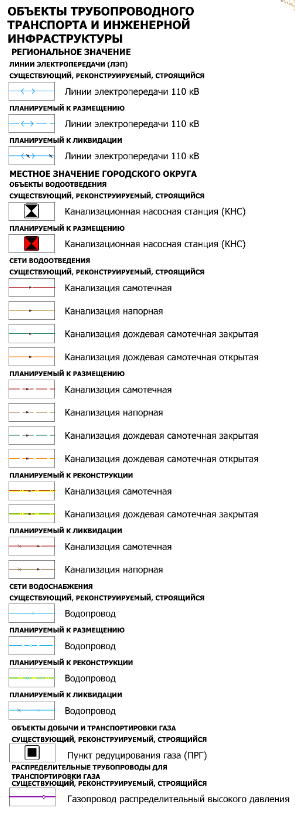 ОБЪЕКТЫ ТРУБОПРОВОДНОГО
ТРАНСПОРТА И ИНЖЕНЕРНОЙ
ИНФРАСТРУКТУРЫ
РЕГИОНАЛЬНОЕ ЗНАЧЕНИЕ
ЛИНИИ ЭЛЕКТРОПЕРЕДАЧИ (ЛЭП)
СУЩЕСТВУЮЩИЙ, РЕКОНСТРУИРУЕМЫЙ, СТРОЯЩИЙСЯ
Линии электропередачи 110 кВ
ПЛАНИРУЕМЫЙ К РАЗМЕЩЕНИЮ
Линии электропередачи 110 кВ
ПЛАНИРУЕМЫЙ К ЛИКВИДАЦИИ
Линии электропередачи 110 кВ
МЕСТНОЕ ЗНАЧЕНИЕ ГОРОДСКОГО ОКРУГА
ОБЪЕКТЫ ВОДООТВЕДЕНИЯ
СУЩЕСТВУЮЩИЙ, РЕКОНСТРУИРУЕМЫЙ, СТРОЯЩИЙСЯ
Канализационная насосная станция (КНС)
ПЛАНИРУЕМЫЙ К РАЗМЕЩЕНИЮ
Канализационная насосная станция (КНС)
СЕТИ ВОДООТВЕДЕНИЯ
СУЩЕСТВУЮЩИЙ, РЕКОНСТРУИРУЕМЫЙ, СТРОЯЩИЙСЯ
Канализация самотечная
Канализация напорная
Канализация дождевая самотечная закрытая
Канализация дождевая самотечная открытая
ПЛАНИРУЕМЫЙ К РАЗМЕЩЕНИЮ
Канализация самотечная
Канализация напорная
Канализация дождевая самотечная закрытая
Канализация дождевая самотечная открытая
ПЛАНИРУЕМЫЙ К РЕКОНСТРУКЦИИ
Канализация самотечная
Канализация дождевая самотечная закрытая
ПЛАНИРУЕМЫЙ К ЛИКВИДАЦИИ
Канализация самотечная
Канализация напорная
СЕТИ ВОДОСНАБЖЕНИЯ
СУЩЕСТВУЮЩИЙ, РЕКОНСТРУИРУЕМЫЙ, СТРОЯЩИЙСЯ
Водопровод
ПЛАНИРУЕМЫЙ К РАЗМЕЩЕНИЮ
Водопровод
ПЛАНИРУЕМЫЙ К РЕКОНСТРУКЦИИ
Водопровод
ПЛАНИРУЕМЫЙ К ЛИКВИДАЦИИ
Водопровод
ОБЪЕКТЫ ДОБЫЧИ И ТРАНСПОРТИРОВКИ ГАЗА
СУЩЕСТВУЮЩИЙ, РЕКОНСТРУИРУЕМЫЙ, СТРОЯЩИЙСЯ
Пункт редуцирования газа (ПРГ)
РАСПРЕДЕЛИТЕЛЬНЫЕ ТРУБОПРОВОДЫ ДЛЯ
ТРАНСПОРТИРОВКИ ГАЗА
СУЩЕСТВУЮЩИЙ, РЕКОНСТРУИРУЕМЫЙ, СТРОЯЩИЙСЯ
Газопровод распределительный высокого давления